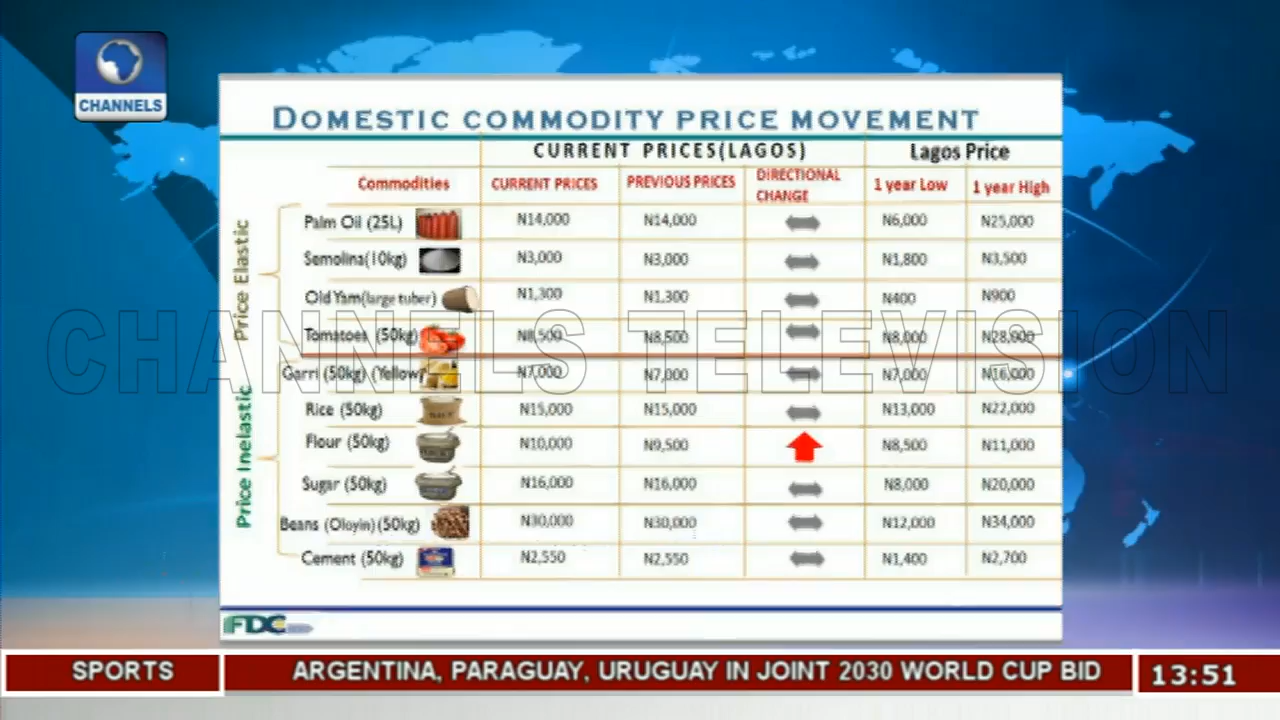 CHANNELS
DOMESTIC COMMODITY PRICE MOVEMENT
CURRENT PRICES(LAGOS) Lagos Price
Commodities CURRENT PRICES PREVIOUS PRICES DIRECTIONAL CHANGE 1 year Low 1 year High
Price Elastic
Palm Oil (25L) N14,000 N14,000 N6,000 N25,000
Semolina(10kg) N3,000 N3,000 N1,800 N3,500
Old Yam(large tuber) N1,300 N1,300 N400 N900
Tomatoes (50kg) N8,500 N8,500 N8,000 N28,000
CHANNELS TELEVISION
Price Inelastic
Garri (50kg) (Yellow) N7,000 N7,000 N7,000 N16,000
Rice (50kg) N15,000 N15,000 N13,000 N22,000
Flour (50kg) N10,000 N9,500 N8,500 N11,000
Sugar (50kg) N16,000 N16,000 N8,000 N20,000
Beans (Oloyin) (50kg) N30,000 N30,000 N12,000 N34,000
Cement (50kg) N2,550 N2,550 N1,400 N2,700
FDC
SPORTS ARGENTINA, PARAGUAY, URUGUAY IN JOINT 2030 WORLD CUP BID 13:51